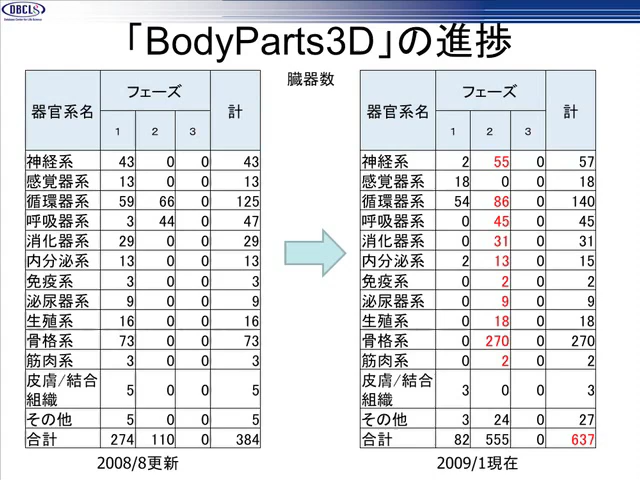 DBCLS
「BodyParts3D」の進捗
臓器数
器官系名 フェーズ 計
1 2 3
神経系 43 0 0 43
感覚器系 13 0 0 13
循環器系 59 66 0 125
呼吸器系 3 44 0 47
消化器系 29 0 0 29
内分泌系 13 0 0 13
免疫系 3 0 0 3
泌尿器系 9 0 0 9
生殖系 16 0 0 16
骨格系 73 0 0 73
筋肉系 3 0 0 3
皮膚/結合
組織 5 0 0 5
その他 5 0 0 5
合計 274 110 0 384
2008/8更新
器官系名 フェーズ 計
1 2 3
神経系 2 55 0 57
感覚器系 18 0 0 18
循環器系 54 86 0 140
呼吸器系 0 45 0 45
消化器系 0 31 0 31
内分泌系 2 13 0 15
免疫系 0 2 0 2
泌尿器系 0 9 0 9
生殖系 0 18 0 18
骨格系 0 270 0 270
筋肉系 0 2 0 2
皮膚/結合
組織 3 0 0 3
その他 3 24 0 27
合計 82 555 0 637
2009/1現在